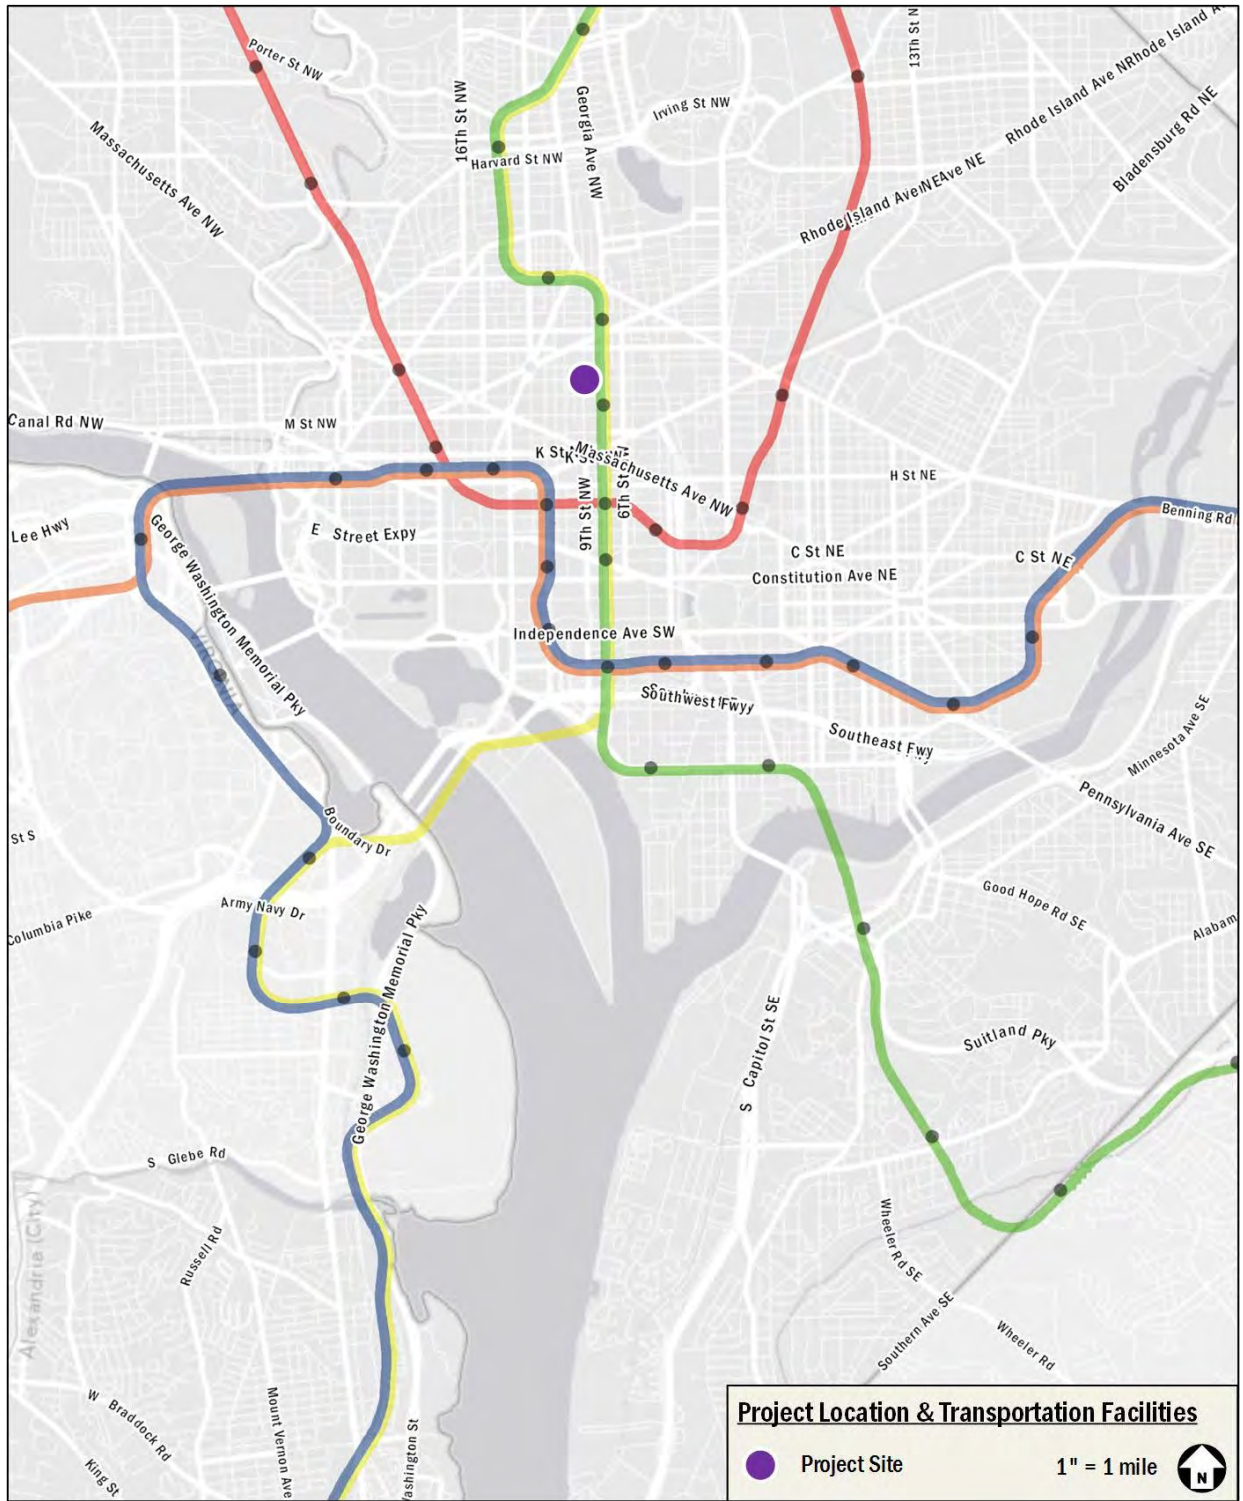 Porter St NW
16Th St NW
Georgia Ave NW
Irving St NW
13Th St N
Rhode Island Ave N
Rhode Island A
Bladensburg Rd NE
Massachusetts Ave NW
Harvard St NW
Rhode Island Ave NE
Ave NE
Canal Rd NW
M St NW
K St
Massachusetts Ave NW
H St NE
Lee Hwy
E Street Expy
9Th St NW
6Th St
Benning Rd
C St NE
C St NE
Constitution Ave NE
George Washington Memorial Pky
Independence Ave SW
VIRGINIA
Southwest Fwy
Southeast Fwy
Minnesota Ave SE
Pennsylvania Ave SE
St S
Boundary Dr
Army Navy Dr
Columbia Pike
Good Hope Rd SE
Alabam
George Washington Memorial Pky
S Capitol St SE
Suitland Pky
S Glebe Rd
Alexandria (City)
Russell Rd
Wheeler Rd SE
Southern Ave SE
Wheeler Rd
W Braddock Rd
King St
Mount Vernon Ave
ashington St
Project Location & Transportation Facilities
Project Site
1" = 1 mile
N